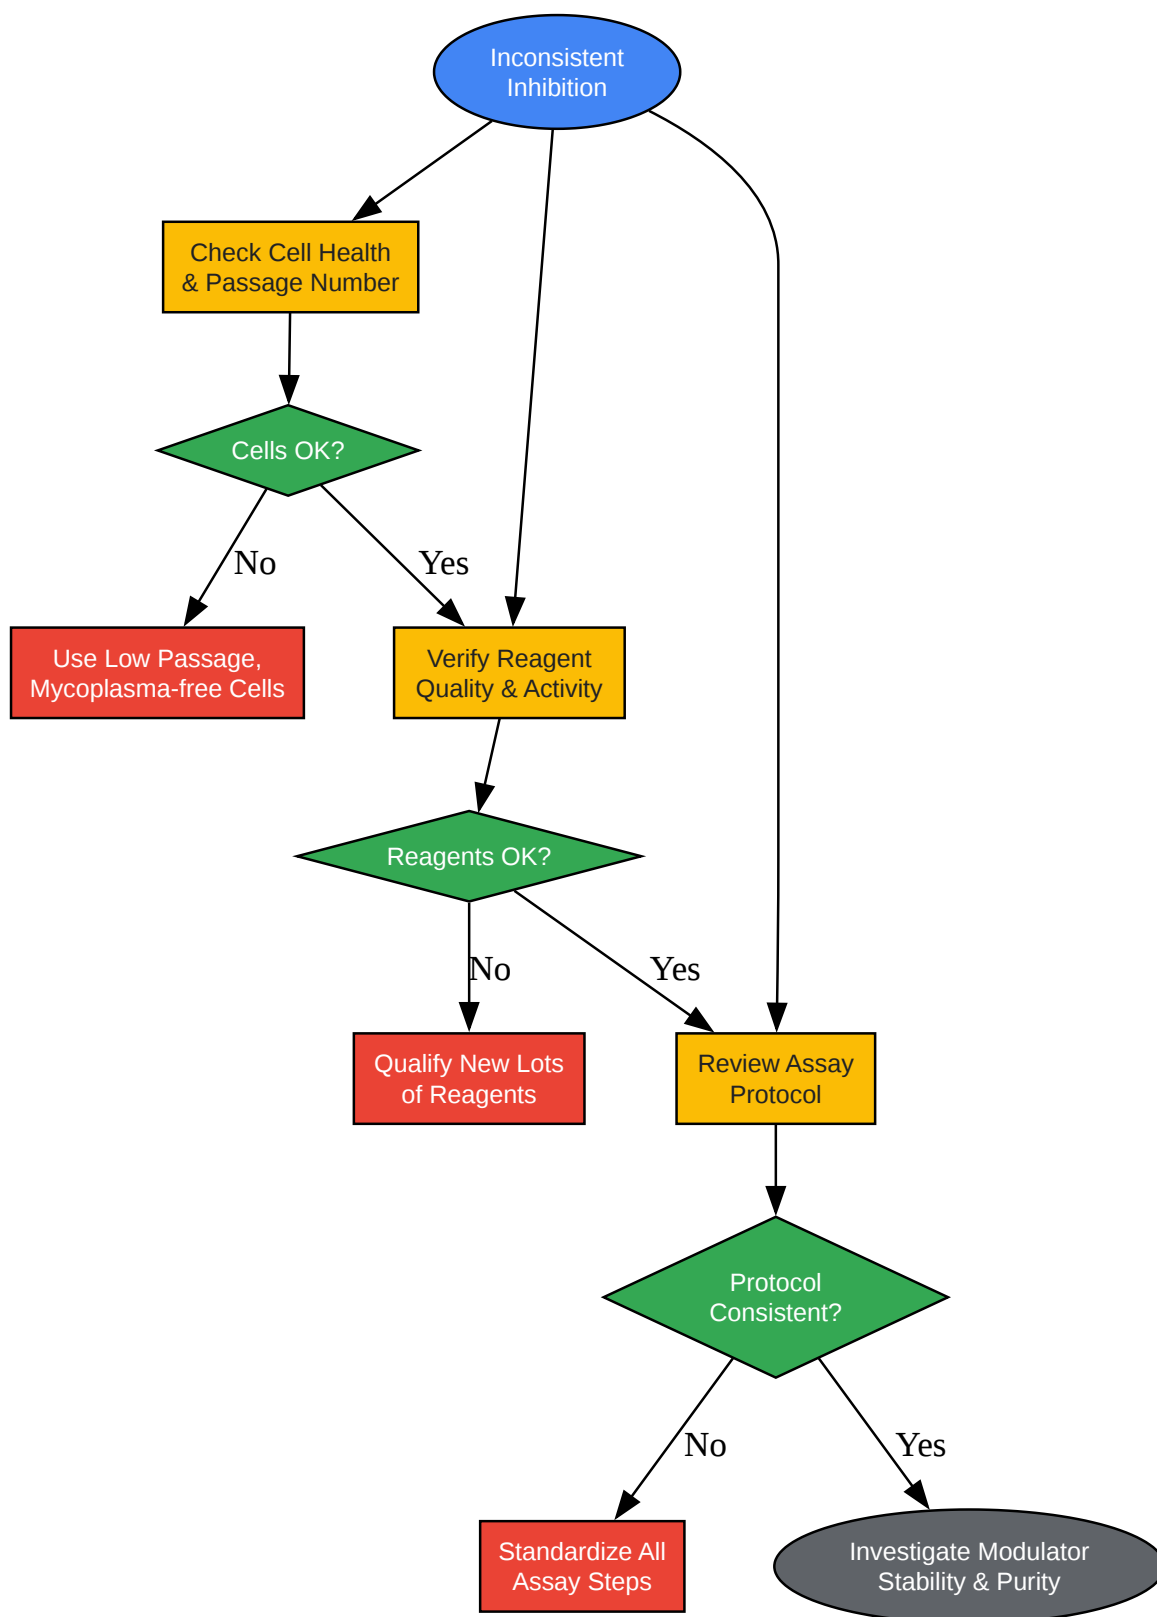 Inconsistent
Inhibition
Check Cell Health
& Passage Number
Cells OK?
No
Yes
Use Low Passage,
Mycoplasma-free Cells
Verify Reagent
Quality & Activity
Reagents OK?
No
Yes
Qualify New Lots
of Reagents
Review Assay
Protocol
Protocol
Consistent?
No
Yes
Standardize All
Assay Steps
Investigate Modulator
Stability & Purity